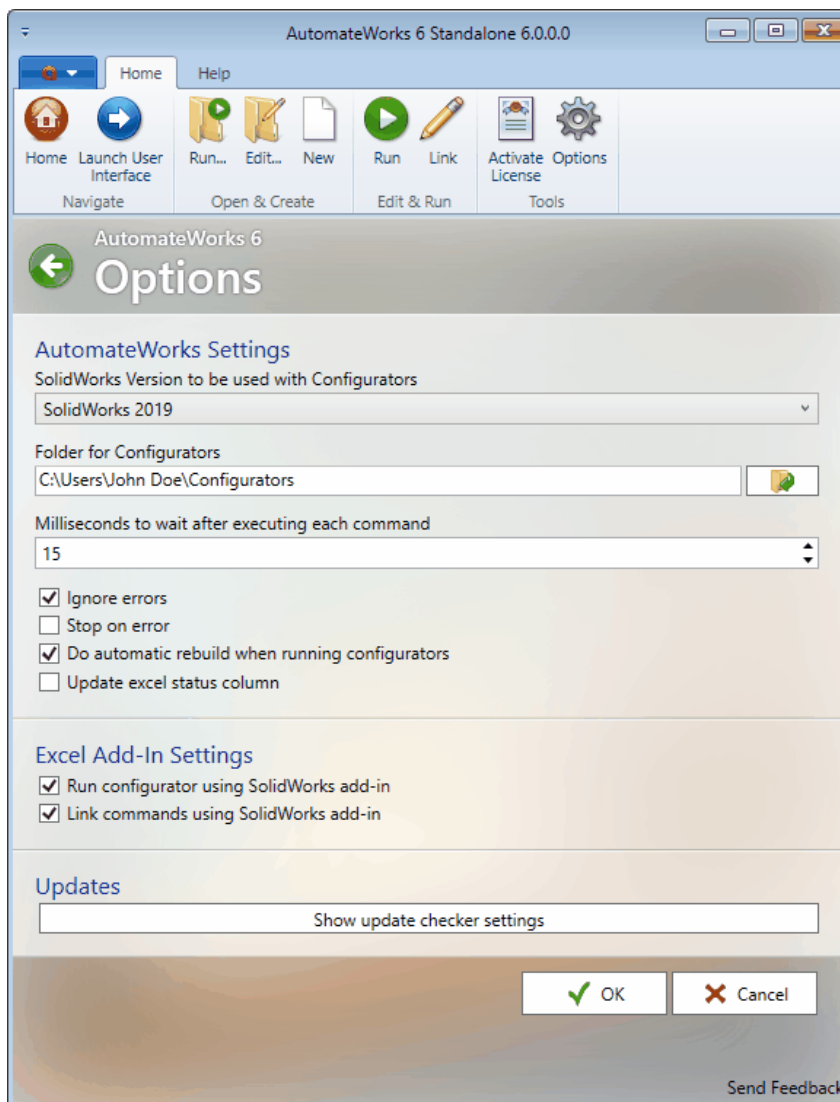 AutomateWorks 6 Standalone 6.0.0.0
Home Help
Home Launch User Interface Run... Edit... New Run Link Activate License Options
Navigate Open & Create Edit & Run Tools
AutomateWorks 6
Options
AutomateWorks Settings
SolidWorks Version to be used with Configurators
SolidWorks 2019
Folder for Configurators
C:\Users\John Doe\Configurators
Milliseconds to wait after executing each command
15
Ignore errors
Stop on error
Do automatic rebuild when running configurators
Update excel status column
Excel Add-In Settings
Run configurator using SolidWorks add-in
Link commands using SolidWorks add-in
Updates
Show update checker settings
OK Cancel
Send Feedback